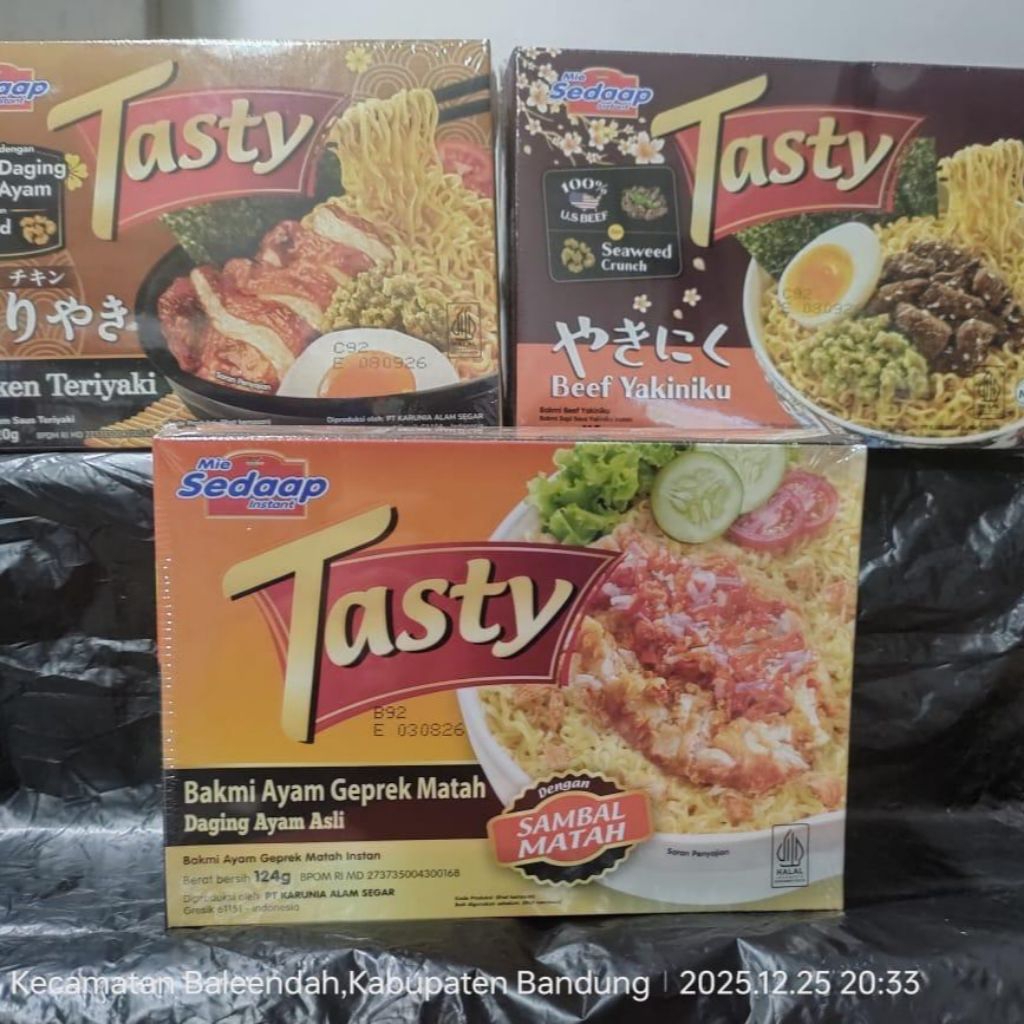 Sedaap
Instant
Tasty
dengan
Daging
Ayam
チキン
りやき
C92
E 080926
Saran Penyajian
ken Teriyaki
Saus Teriyaki
BPOM RI MD
Diproduksi oleh: PT KARUNIA ALAM SEGAR
Mie
Sedaap
Instant
Tasty
100%
U.S BEEF
Seaweed
Crunch
やきにく
Beef Yakiniku
Bakmi Beef Yakiniku
C92
E 030926
Mie
Sedaap
Instant
Tasty
B92
E 030826
Bakmi Ayam Geprek Matah
Daging Ayam Asli
Dengan
SAMBAL
MATAH
Bakmi Ayam Geprek Matah Instan
Berat bersih 124g BPOM RI MD 273735004300168
Diproduksi oleh: PT KARUNIA ALAM SEGAR
Gresik 61151 - Indonesia
Saran Penyajian
HALAL
Kecamatan Baleendah,Kabupaten Bandung | 2025.12.25 20:33